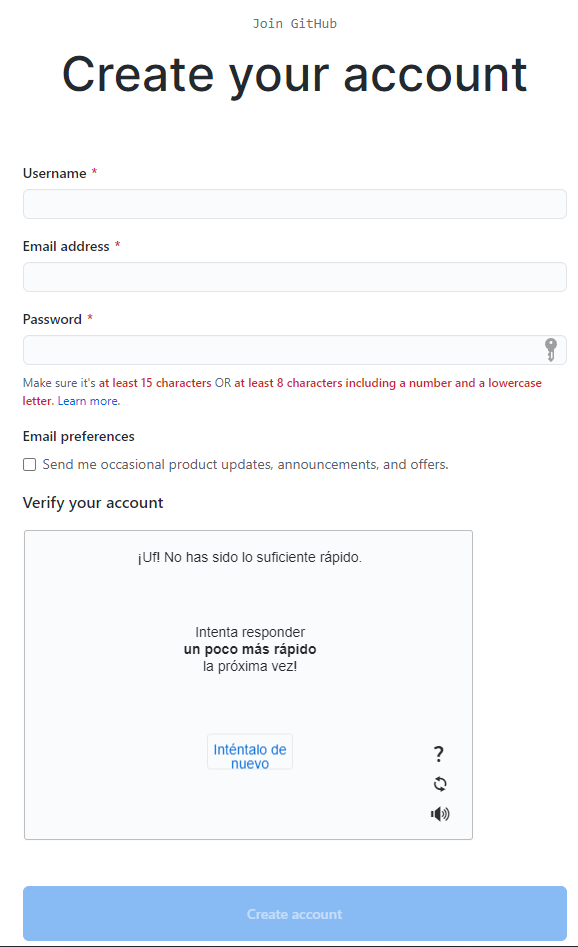 Join GitHub
Create your account
Username *
Email address *
Password *
Make sure it's at least 15 characters OR at least 8 characters including a number and a lowercase
letter. Learn more.
Email preferences
Send me occasional product updates, announcements, and offers.
Verify your account
¡Uf! No has sido lo suficiente rápido.
Intenta responder
un poco más rápido
la próxima vez!
Inténtalo de
nuevo
?
Create account